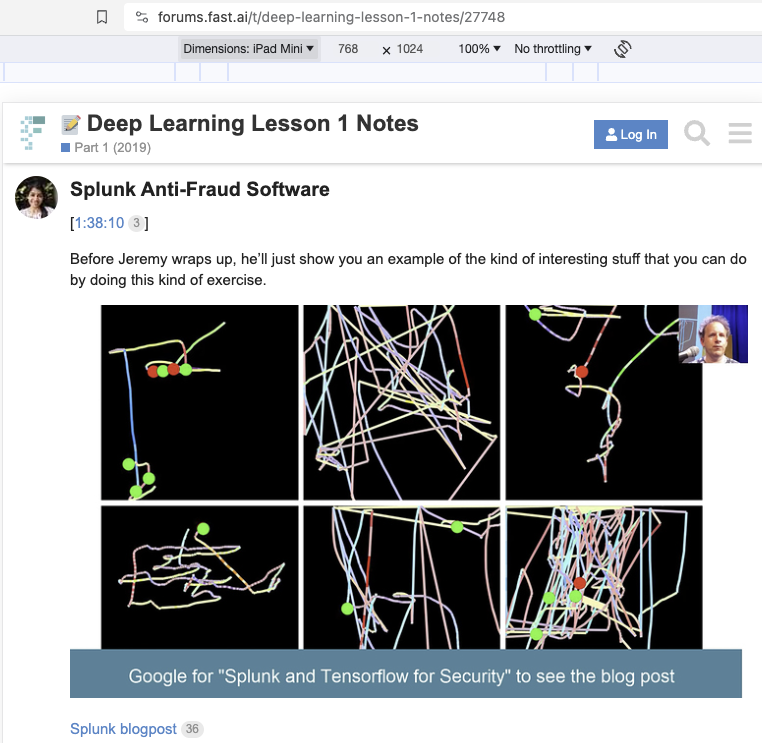 forums.fast.ai/t/deep-learning-lesson-1-notes/27748
Dimensions: iPad Mini ▼ 768 × 1024 100% ▼ No throttling ▼
📝 Deep Learning Lesson 1 Notes
Part 1 (2019)
Log In
Splunk Anti-Fraud Software
[1:38:10 3]
Before Jeremy wraps up, he’ll just show you an example of the kind of interesting stuff that you can do
by doing this kind of exercise.
Google for "Splunk and Tensorflow for Security" to see the blog post
Splunk blogpost 36